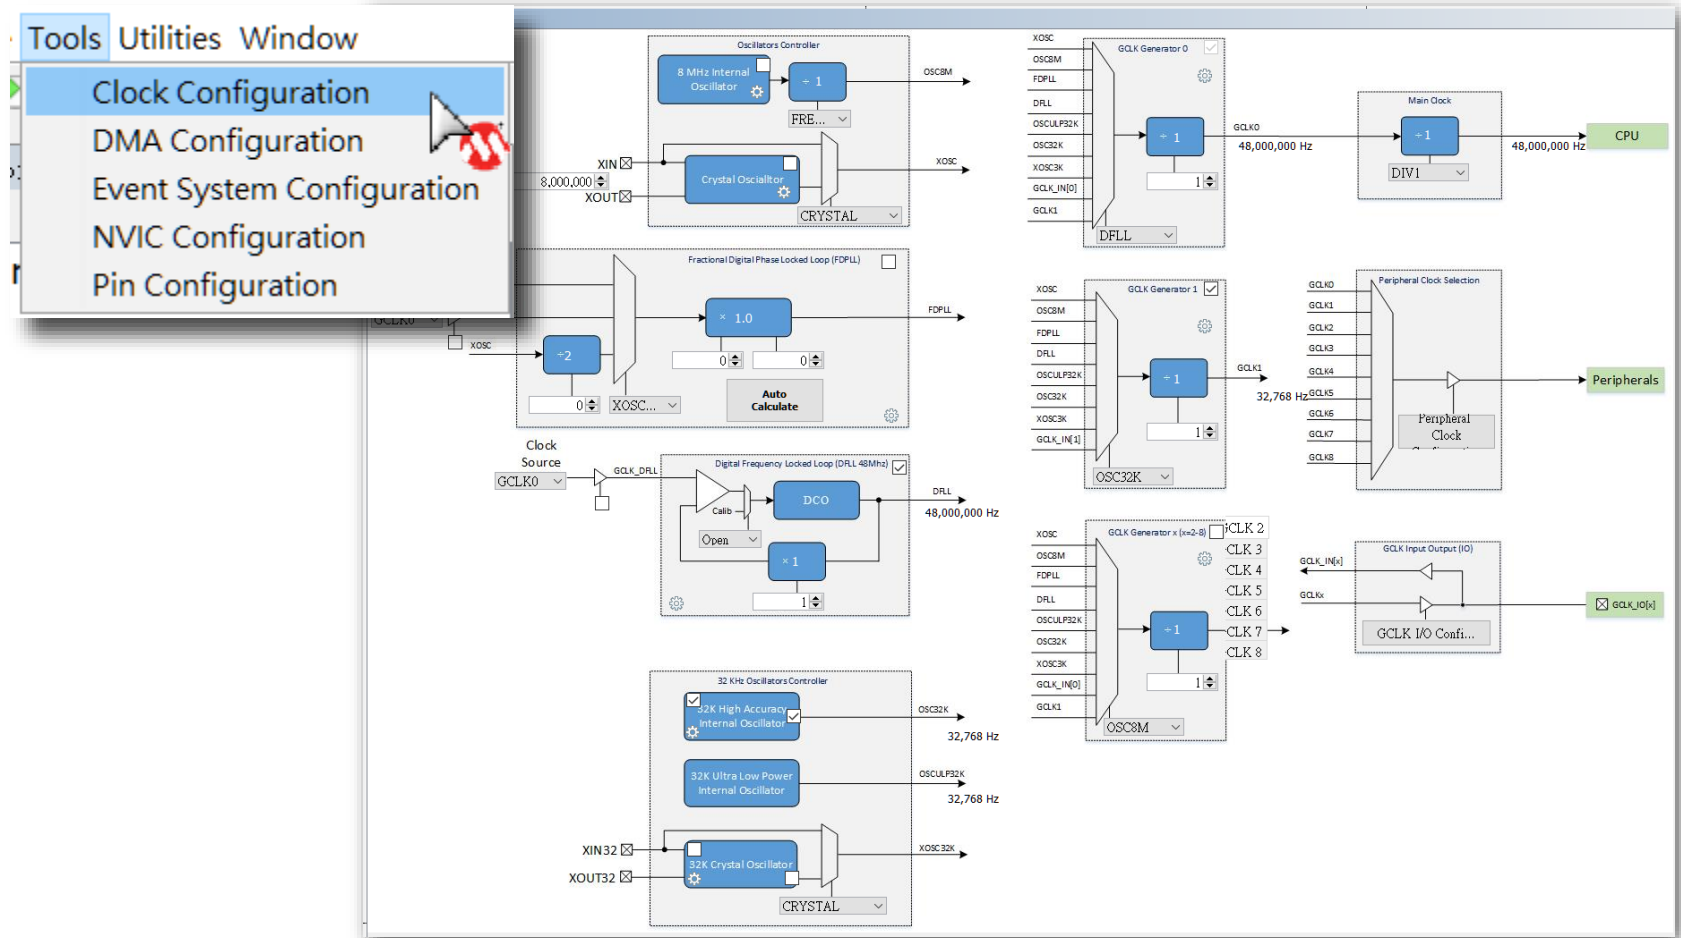 Tools Utilities Window
Clock Configuration
DMA Configuration
Event System Configuration
NVIC Configuration
Pin Configuration
Oscillators Controller
8 MHz Internal
Oscillator
÷ 1
FRE...
OSC8M
XIN
8,000,000
XOUT
Crystal Oscialltor
CRYSTAL
XOSC
Fractional Digital Phase Locked Loop (FDPLL)
GCLK0
XOSC
÷2
0
XOSC...
× 1.0
0
0
Auto
Calculate
FDPLL
Clock
Source
GCLK0
GCLK_DFLL
Digital Frequency Locked Loop (DFLL 48Mhz)
DCO
Calib
Open
× 1
1
DFLL
48,000,000 Hz
32 KHz Oscillators Controller
32K High Accuracy
Internal Oscillator
OSC32K
32,768 Hz
32K Ultra Low Power
Internal Oscillator
OSCULP32K
32,768 Hz
XIN32
XOUT32
32K Crystal Oscillator
CRYSTAL
XOSC32K
GCLK Generator 0
XOSC
OSC8M
FDPLL
DFLL
OSCULP32K
OSC32K
XOSC3K
GCLK_IN[0]
GCLK1
DFLL
÷ 1
1
GCLK0
48,000,000 Hz
Main Clock
÷1
DIV1
48,000,000 Hz
CPU
GCLK Generator 1
XOSC
OSC8M
FDPLL
DFLL
OSCULP32K
OSC32K
XOSC3K
GCLK_IN[1]
OSC32K
÷1
1
GCLK1
32,768 Hz
Peripheral Clock Selection
GCLK0
GCLK1
GCLK2
GCLK3
GCLK4
GCLK5
GCLK6
GCLK7
GCLK8
Peripheral
Clock
Peripherals
GCLK Generator x (x=2-8)
XOSC
OSC8M
FDPLL
DFLL
OSCULP32K
OSC32K
XOSC3K
GCLK_IN[0]
GCLK1
OSC8M
÷1
1
CLK 2
CLK 3
CLK 4
CLK 5
CLK 6
CLK 7
CLK 8
GCLK Input Output (IO)
GCLK_IN[x]
GCLKx
GCLK I/O Confi...
GCLK_IO[x]